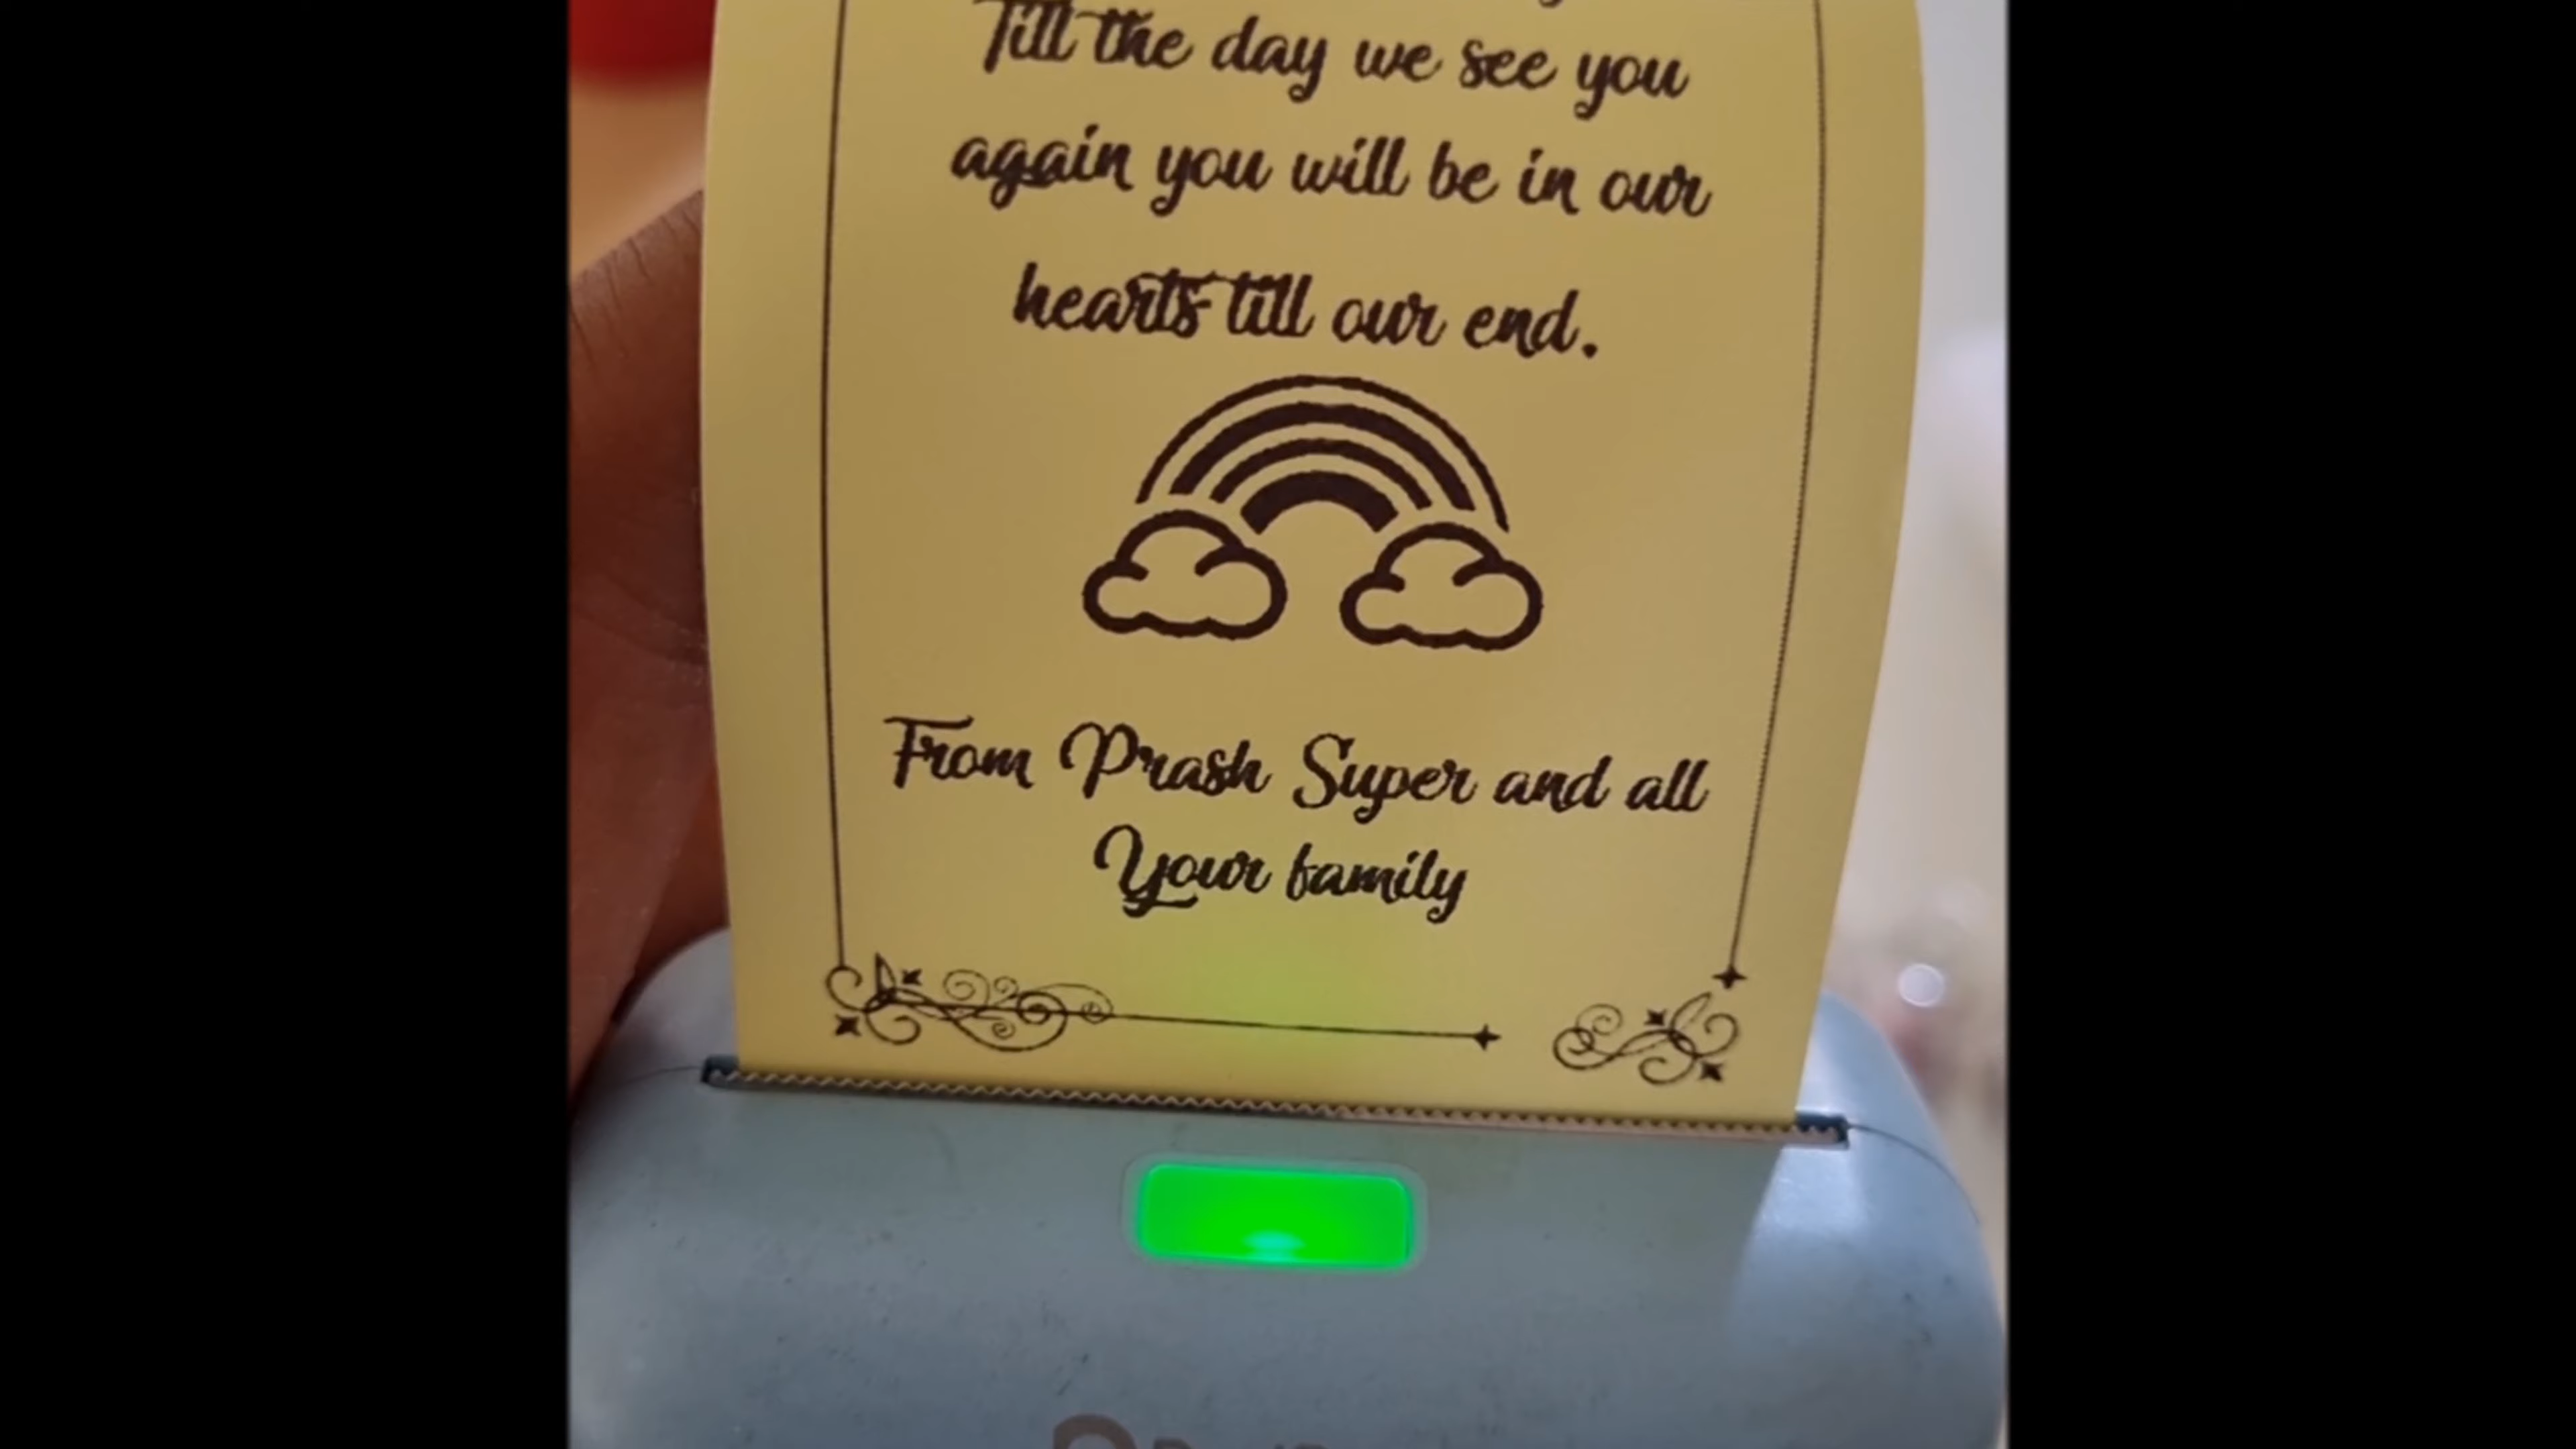 Till the day we see you
again you will be in our
hearts till our end.
From Prash Super and all
Your family